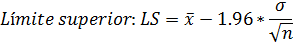 Límite superior: LS = x̄ − 1.96 * σ/√n